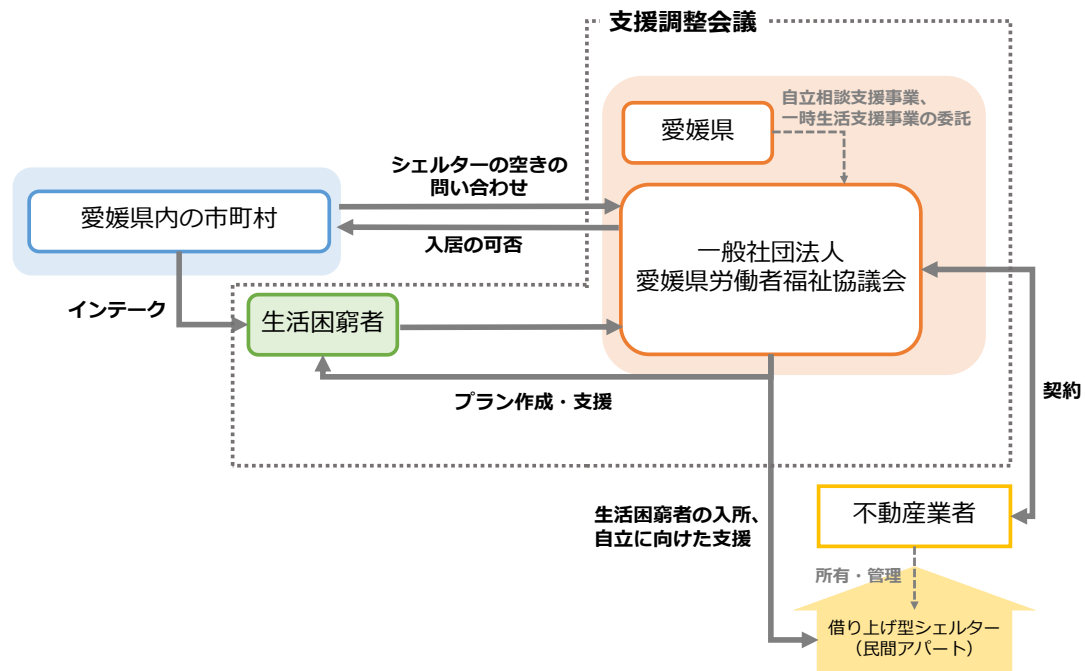 支援調整会議
自立相談支援事業、
一時生活支援事業の委託
愛媛県
シェルターの空きの
問い合わせ
愛媛県内の市町村
入居の可否
一般社団法人
愛媛県労働者福祉協議会
インテーク
生活困窮者
プラン作成・支援
契約
生活困窮者の入所、
自立に向けた支援
不動産業者
所有・管理
借り上げ型シェルター
（民間アパート）